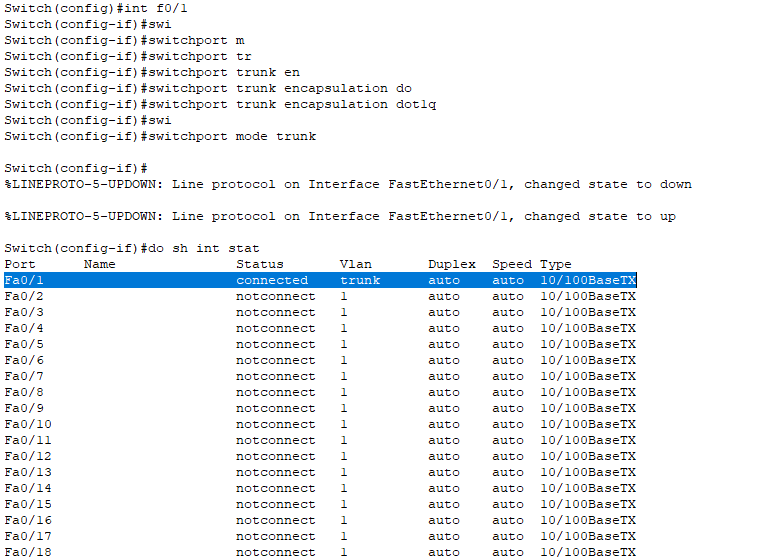 Switch(config)#int f0/1
Switch(config-if)#swi
Switch(config-if)#switchport m
Switch(config-if)#switchport tr
Switch(config-if)#switchport trunk en
Switch(config-if)#switchport trunk encapsulation do
Switch(config-if)#switchport trunk encapsulation dot1q
Switch(config-if)#swi
Switch(config-if)#switchport mode trunk
Switch(config-if)#
%LINEPROTO-5-UPDOWN: Line protocol on Interface FastEthernet0/1, changed state to down
%LINEPROTO-5-UPDOWN: Line protocol on Interface FastEthernet0/1, changed state to up
Switch(config-if)#do sh int stat
Port Name Status Vlan Duplex Speed Type
Fa0/1 connected trunk auto auto 10/100BaseTX
Fa0/2 notconnect 1 auto auto 10/100BaseTX
Fa0/3 notconnect 1 auto auto 10/100BaseTX
Fa0/4 notconnect 1 auto auto 10/100BaseTX
Fa0/5 notconnect 1 auto auto 10/100BaseTX
Fa0/6 notconnect 1 auto auto 10/100BaseTX
Fa0/7 notconnect 1 auto auto 10/100BaseTX
Fa0/8 notconnect 1 auto auto 10/100BaseTX
Fa0/9 notconnect 1 auto auto 10/100BaseTX
Fa0/10 notconnect 1 auto auto 10/100BaseTX
Fa0/11 notconnect 1 auto auto 10/100BaseTX
Fa0/12 notconnect 1 auto auto 10/100BaseTX
Fa0/13 notconnect 1 auto auto 10/100BaseTX
Fa0/14 notconnect 1 auto auto 10/100BaseTX
Fa0/15 notconnect 1 auto auto 10/100BaseTX
Fa0/16 notconnect 1 auto auto 10/100BaseTX
Fa0/17 notconnect 1 auto auto 10/100BaseTX
Fa0/18 notconnect 1 auto auto 10/100BaseTX